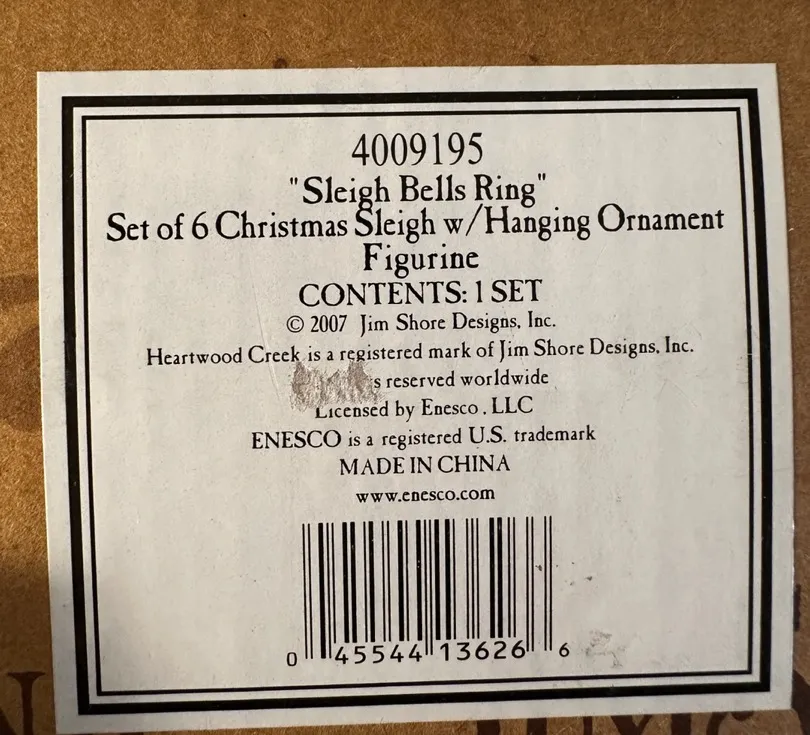 4009195
"Sleigh Bells Ring"
Set of 6 Christmas Sleigh w/Hanging Ornament
Figurine
CONTENTS: 1 SET
© 2007 Jim Shore Designs, Inc.
Heartwood Creek is a registered mark of Jim Shore Designs, Inc.
reserved worldwide
Licensed by Enesco, LLC
ENESCO is a registered U.S. trademark
MADE IN CHINA
www.enesco.com
0 45544 13626 6